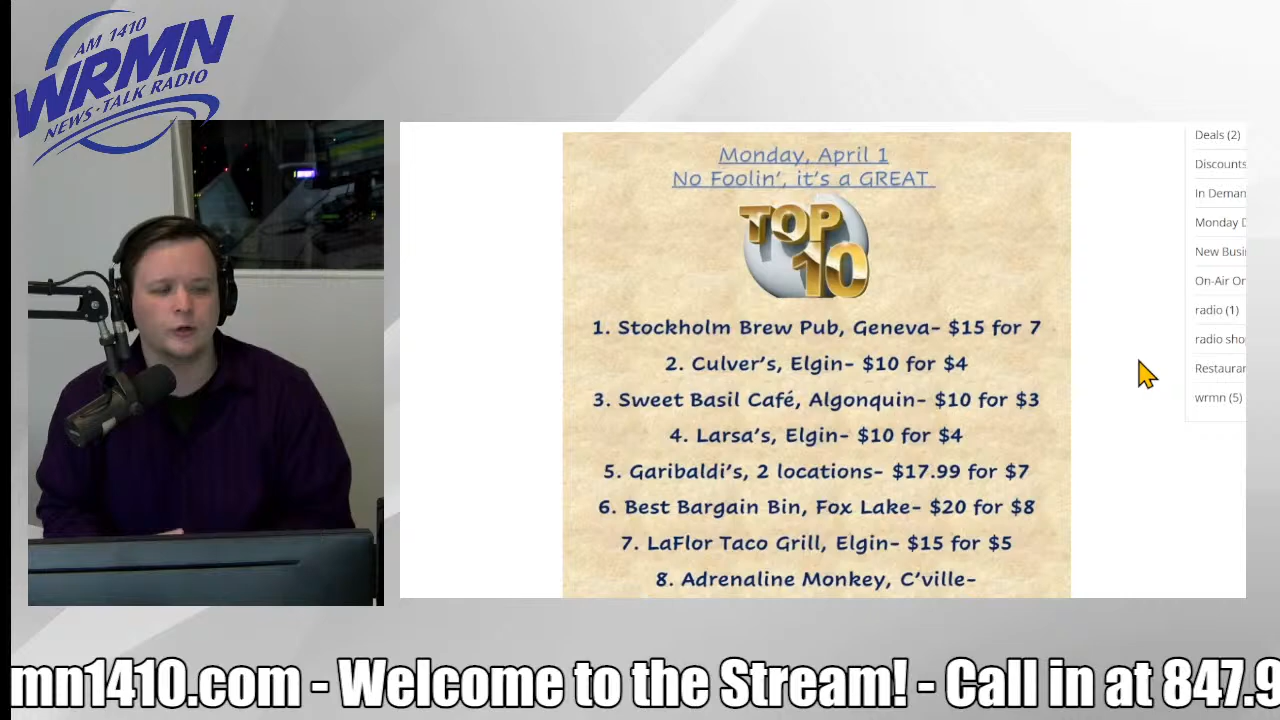 AM 1410
WRMN
NEWS·TALK RADIO
Monday, April 1
No Foolin', it's a GREAT
TOP
10
1. Stockholm Brew Pub, Geneva- $15 for 7
2. Culver's, Elgin- $10 for $4
3. Sweet Basil Café, Algonquin- $10 for $3
4. Larsa's, Elgin- $10 for $4
5. Garibaldi's, 2 locations- $17.99 for $7
6. Best Bargain Bin, Fox Lake- $20 for $8
7. LaFlor Taco Grill, Elgin- $15 for $5
8. Adrenaline Monkey, C'ville-
Deals (2)
Discounts
In Deman
Monday D
New Busi
On-Air On
radio (1)
radio sho
Restauran
wrmn (5)
mn1410.com - Welcome to the Stream! - Call in at 847.9